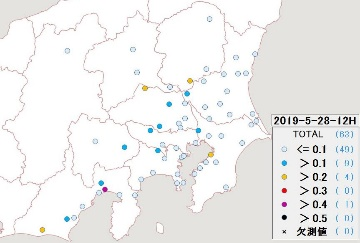 2019-5-28-12H
TOTAL (63)
<= 0.1 (49)
> 0.1 ( 9)
> 0.2 ( 4)
> 0.3 ( 0)
> 0.4 ( 1)
> 0.5 ( 0)
× 欠測値 ( 0)